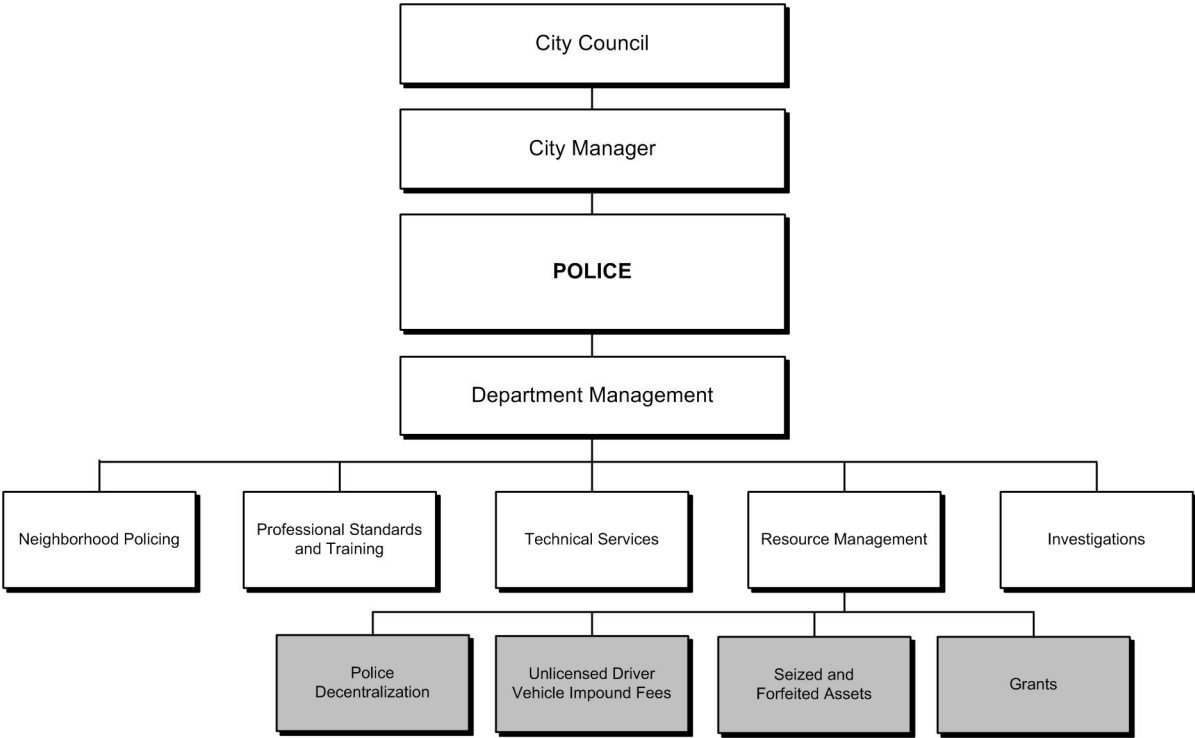 City Council
City Manager
POLICE
Department Management
Neighborhood Policing
Professional Standards
and Training
Technical Services
Resource Management
Investigations
Police
Decentralization
Unlicensed Driver
Vehicle Impound Fees
Seized and
Forfeited Assets
Grants